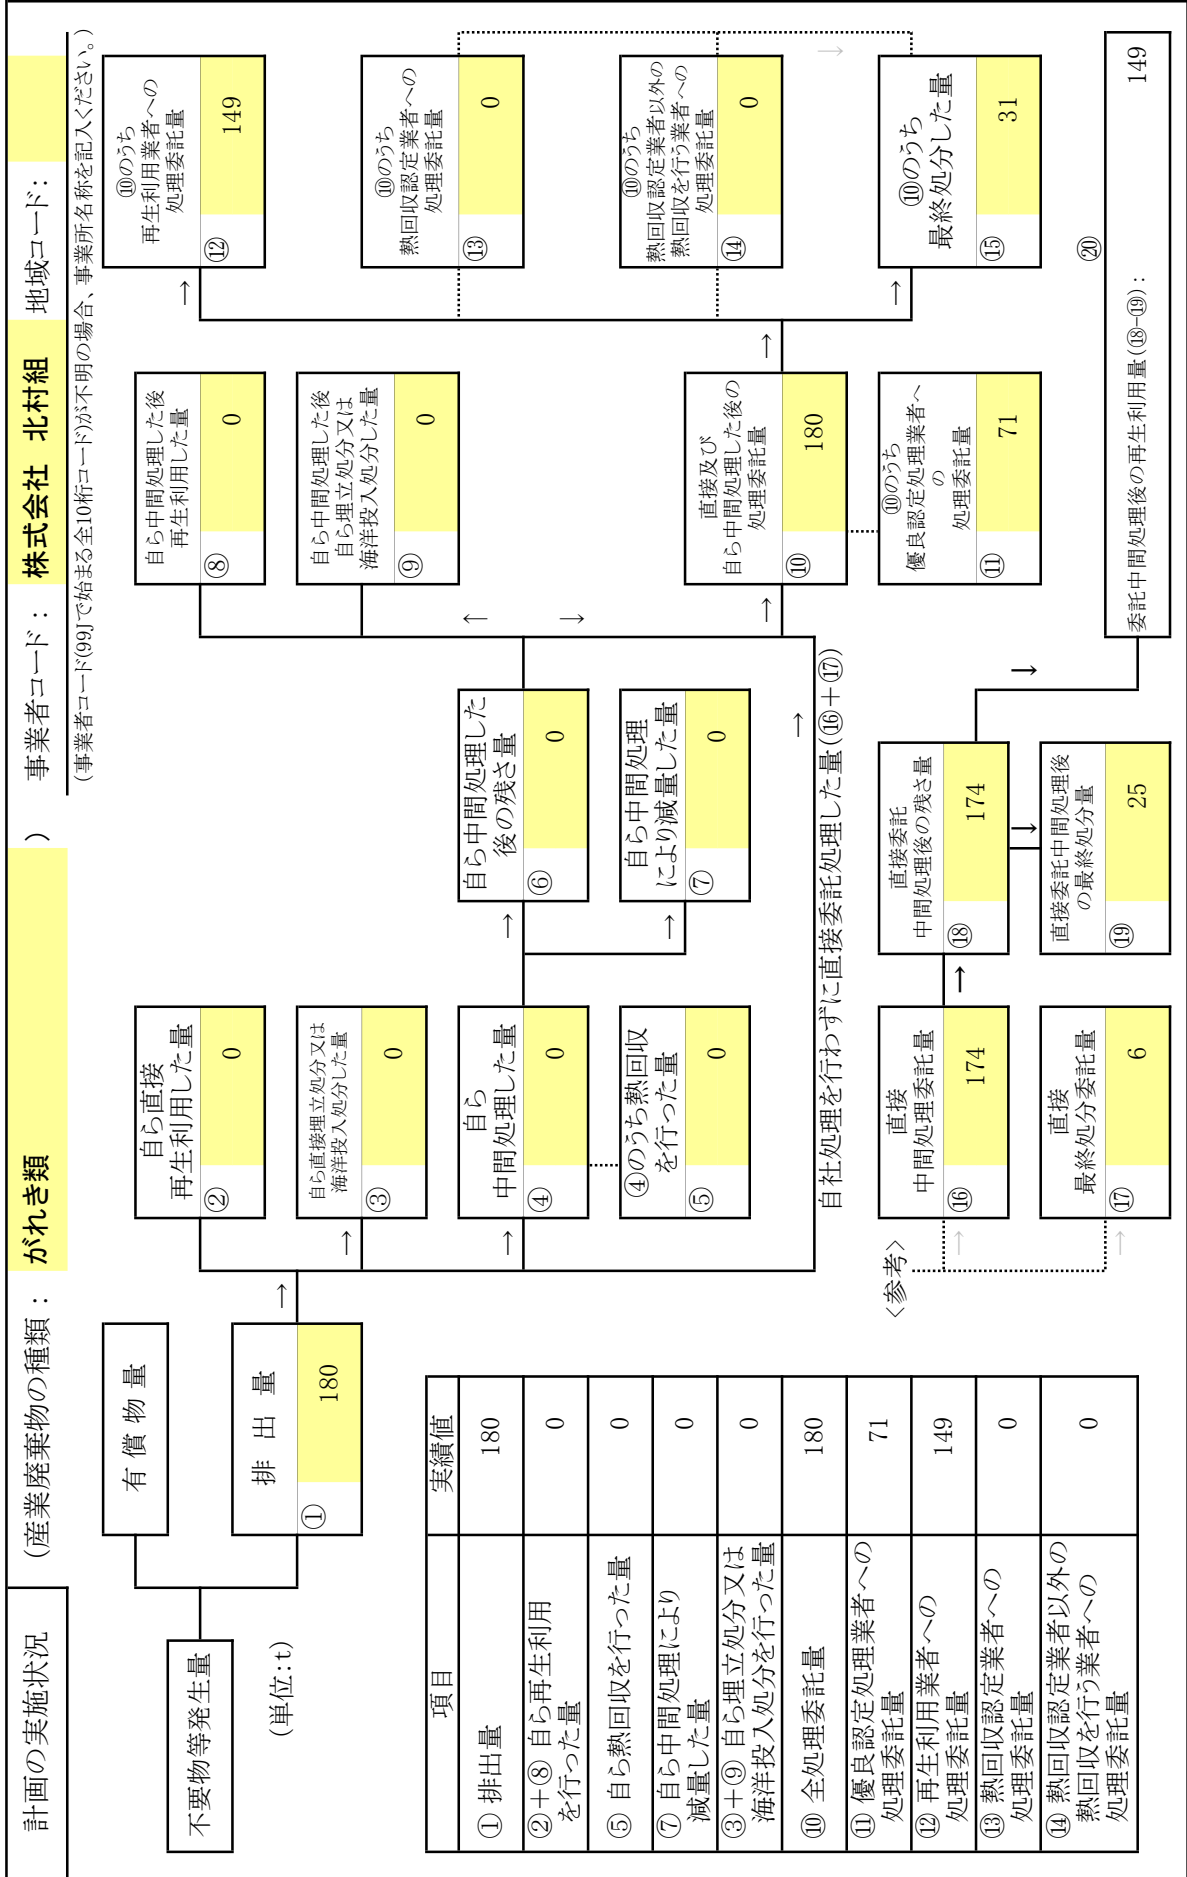 計画の実施状況
(産業廃棄物の種類：
がれき類
)
事業者コード：
株式会社　北村組
地域コード：
(事業者コード(99Jで始まる全10桁コード)が不明の場合、事業所名称を記入ください。)
不要物等発生量
(単位:t)
有 償 物 量
排 出 量
①
180
→
自ら直接
再生利用した量
②
0
→
自ら直接埋立処分又は
海洋投入処分した量
③
0
→
自ら
中間処理した量
④
0
④のうち熱回収
を行った量
⑤
0
→
自ら中間処理した
後の残さ量
⑥
0
→
自ら中間処理
により減量した量
⑦
0
自ら中間処理した後
再生利用した量
⑧
0
自ら中間処理した後
自ら埋立処分又は
海洋投入処分した量
⑨
0
↑
↓
→
自社処理を行わずに直接委託処理した量(⑯＋⑰)
→
直接及び
自ら中間処理した後の
処理委託量
⑩
180
⑩のうち
優良認定処理業者へ
の
処理委託量
⑪
71
→
→
⑩のうち
再生利用業者への
処理委託量
⑫
149
⑩のうち
熱回収認定業者への
処理委託量
⑬
0
⑩のうち
熱回収認定業者以外の
熱回収を行う業者への
処理委託量
⑭
0
↓
→
⑩のうち
最終処分した量
⑮
31
<参考>
→
直接
中間処理委託量
⑯
174
→
直接
最終処分委託量
⑰
6
→
直接委託
中間処理後の残さ量
⑱
174
↓
直接委託中間処理後
の最終処分量
⑲
25
↓
⑳
委託中間処理後の再生利用量(⑱-⑲)：
149
項目
実績値
① 排出量
180
②＋⑧ 自ら再生利用
を行った量
0
⑤ 自ら熱回収を行った量
0
⑦ 自ら中間処理により
減量した量
0
③＋⑨ 自ら埋立処分又は
海洋投入処分を行った量
0
⑩ 全処理委託量
180
⑪ 優良認定処理業者への
処理委託量
71
⑫ 再生利用業者への
処理委託量
149
⑬ 熱回収認定業者への
処理委託量
0
⑭ 熱回収認定業者以外の
熱回収を行う業者への
処理委託量
0